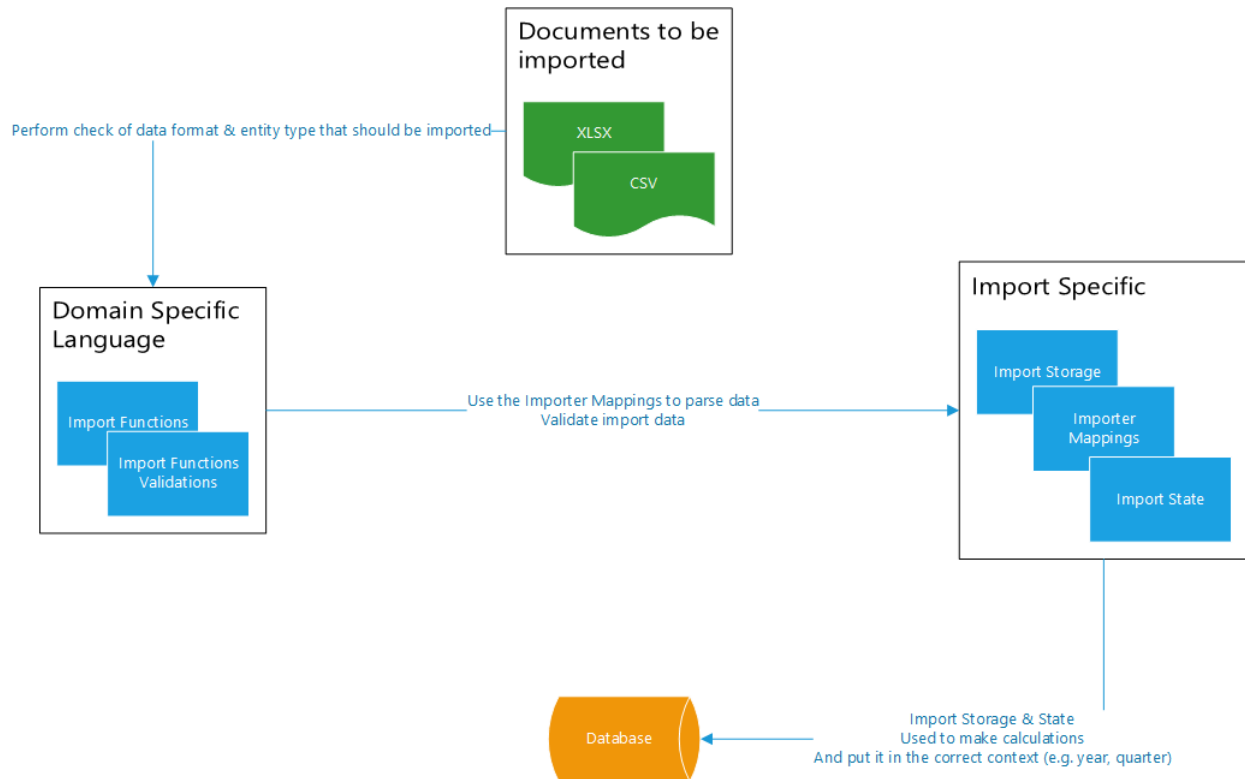 Documents to be
imported
XLSX
CSV
Perform check of data format & entity type that should be imported
Domain Specific
Language
Import Functions
Import Functions
Validations
Use the Importer Mappings to parse data
Validate import data
Import Specific
Import Storage
Importer
Mappings
Import State
Import Storage & State
Used to make calculations
And put it in the correct context (e.g. year, quarter)
Database